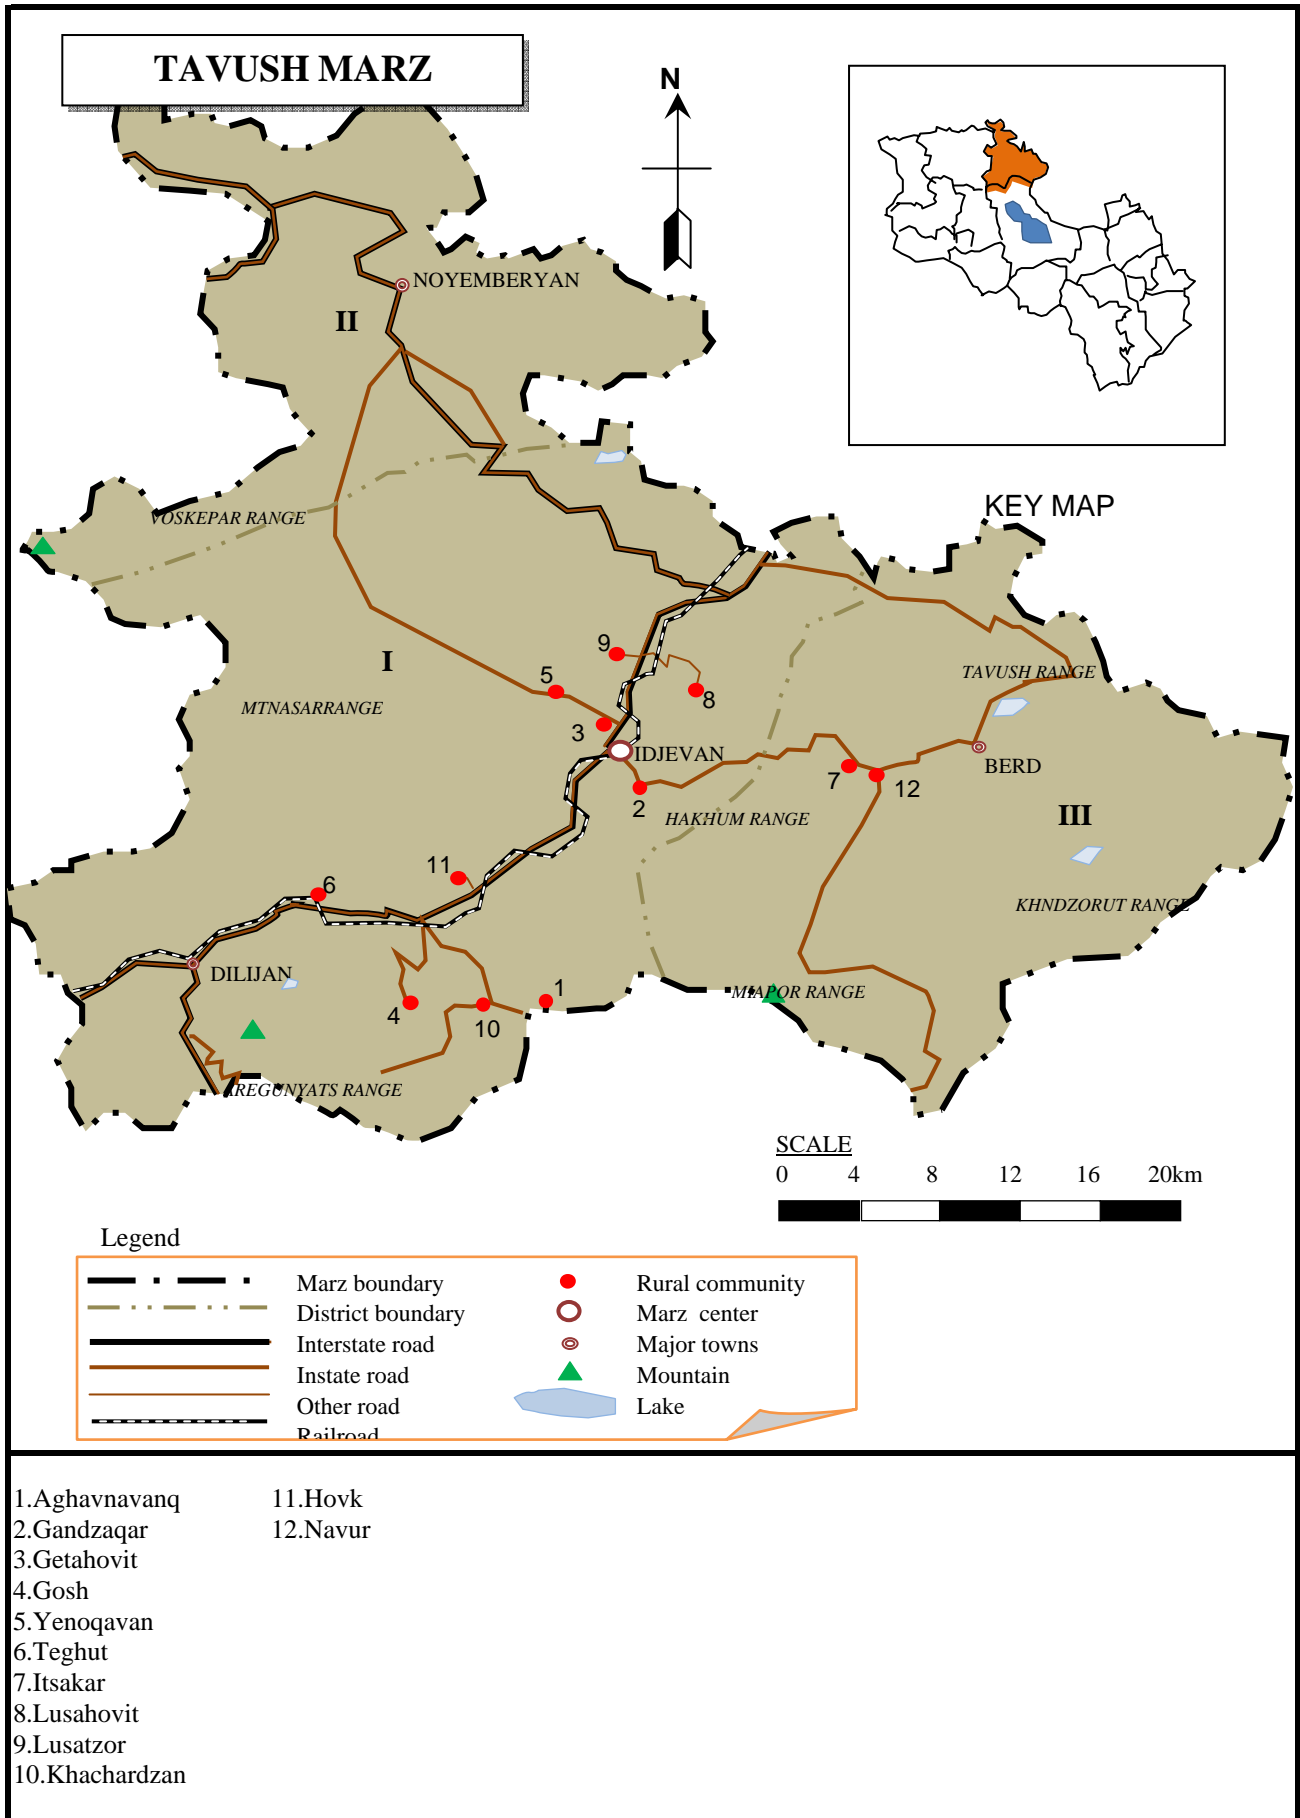 TAVUSH MARZ
N
NOYEMBERYAN
II
KEY MAP
VOSKEPAR RANGE
I
9
TAVUSH RANGE
5
8
MTNASARRANGE
3
IDJEVAN
BERD
7
12
2
HAKHUM RANGE
III
11
6
KHNDZORUT RANGE
DILIJAN
MIAPOR RANGE
1
4
10
AREGUNYATS RANGE
SCALE
0 4 8 12 16 20km
Legend
Marz boundary
District boundary
Interstate road
Instate road
Other road
Railroad
Rural community
Marz center
Major towns
Mountain
Lake
1.Aghavnavanq
2.Gandzaqar
3.Getahovit
4.Gosh
5.Yenoqavan
6.Teghut
7.Itsakar
8.Lusahovit
9.Lusatzor
10.Khachardzan
11.Hovk
12.Navur